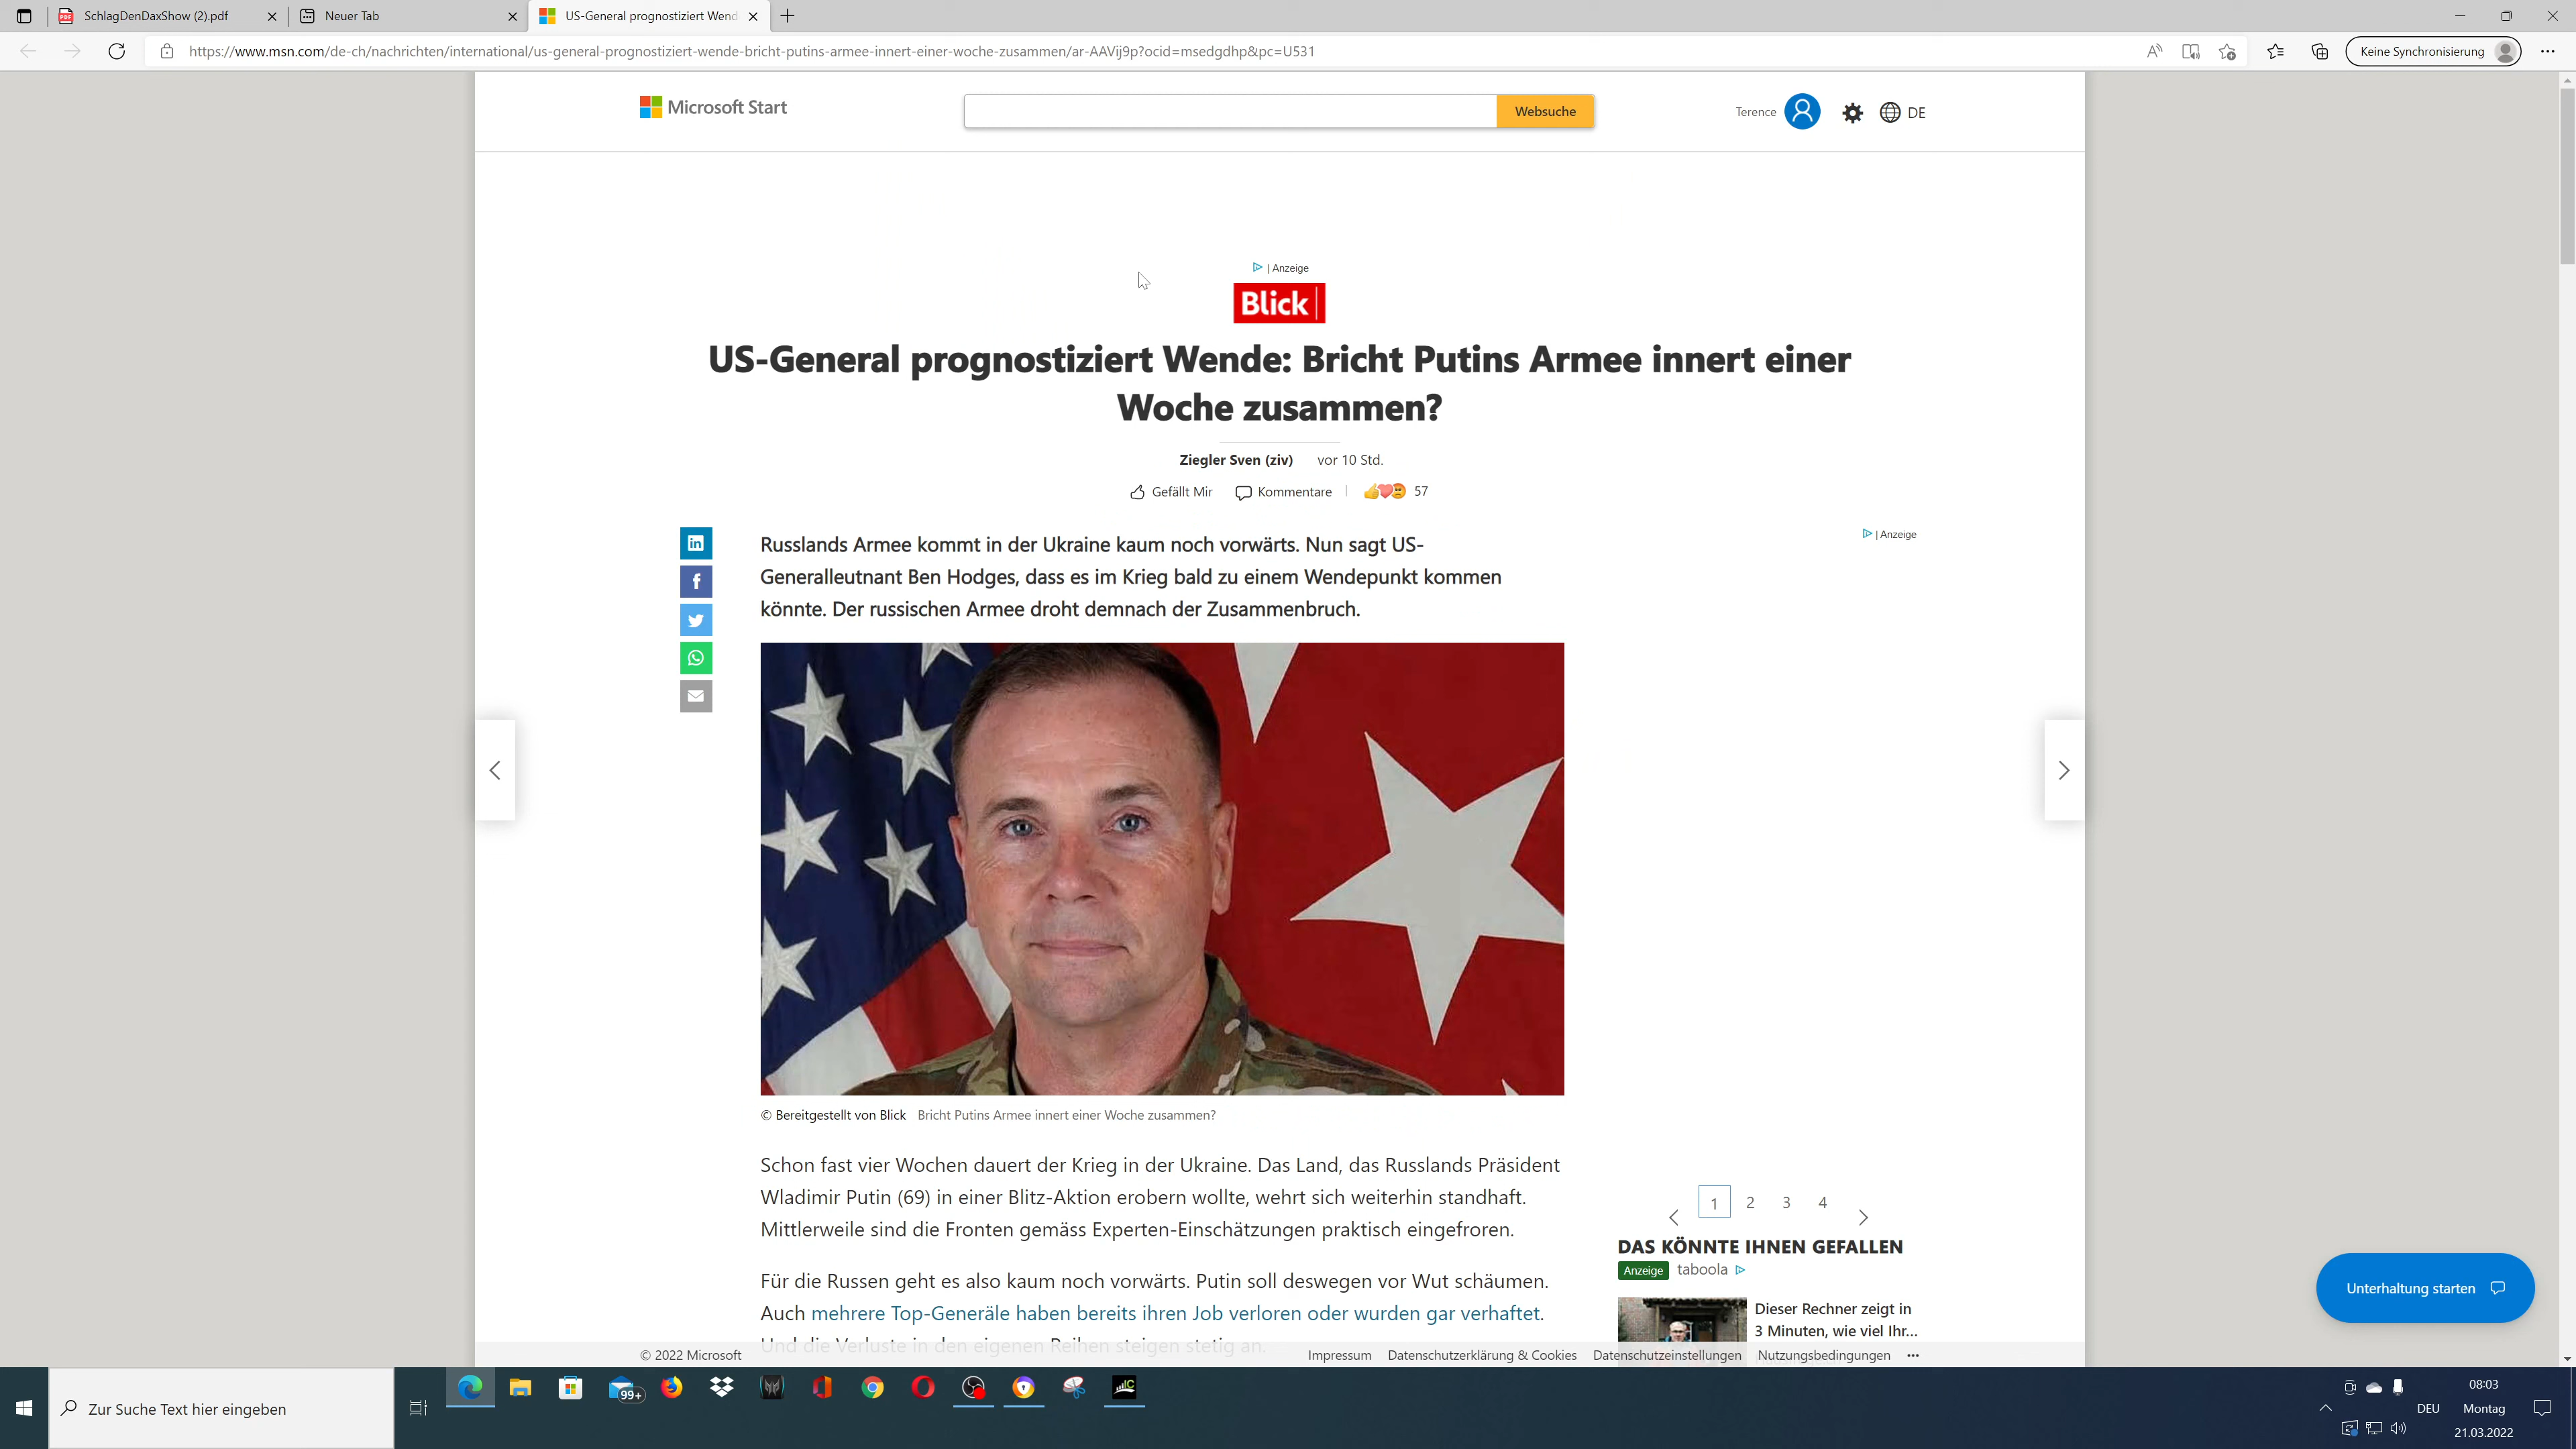 SchlagDenDaxShow (2).pdf
Neuer Tab
US-General prognostiziert Wend
https://www.msn.com/de-ch/nachrichten/international/us-general-prognostiziert-wende-bricht-putins-armee-innert-einer-woche-zusammen/ar-AAVij9p?ocid=msedgdhp&pc=U531
Keine Synchronisierung
Microsoft Start
Websuche
Terence
DE
| Anzeige
Blick
US-General prognostiziert Wende: Bricht Putins Armee innert einer
Woche zusammen?
Ziegler Sven (ziv) vor 10 Std.
Gefällt Mir Kommentare 57
Russlands Armee kommt in der Ukraine kaum noch vorwärts. Nun sagt US-
Generalleutnant Ben Hodges, dass es im Krieg bald zu einem Wendepunkt kommen
könnte. Der russischen Armee droht demnach der Zusammenbruch.
| Anzeige
© Bereitgestellt von Blick Bricht Putins Armee innert einer Woche zusammen?
Schon fast vier Wochen dauert der Krieg in der Ukraine. Das Land, das Russlands Präsident
Wladimir Putin (69) in einer Blitz-Aktion erobern wollte, wehrt sich weiterhin standhaft.
Mittlerweile sind die Fronten gemäss Experten-Einschätzungen praktisch eingefroren.
Für die Russen geht es also kaum noch vorwärts. Putin soll deswegen vor Wut schäumen.
Auch mehrere Top-Generäle haben bereits ihren Job verloren oder wurden gar verhaftet.
Und die Verluste in den eigenen Reihen steigen stetig an.
1 2 3 4
DAS KÖNNTE IHNEN GEFALLEN
Anzeige taboola
Dieser Rechner zeigt in
3 Minuten, wie viel Ihr...
Unterhaltung starten
© 2022 Microsoft
Impressum Datenschutzerklärung & Cookies Datenschutzeinstellungen Nutzungsbedingungen
Zur Suche Text hier eingeben
99+
DEU
08:03
Montag
21.03.2022